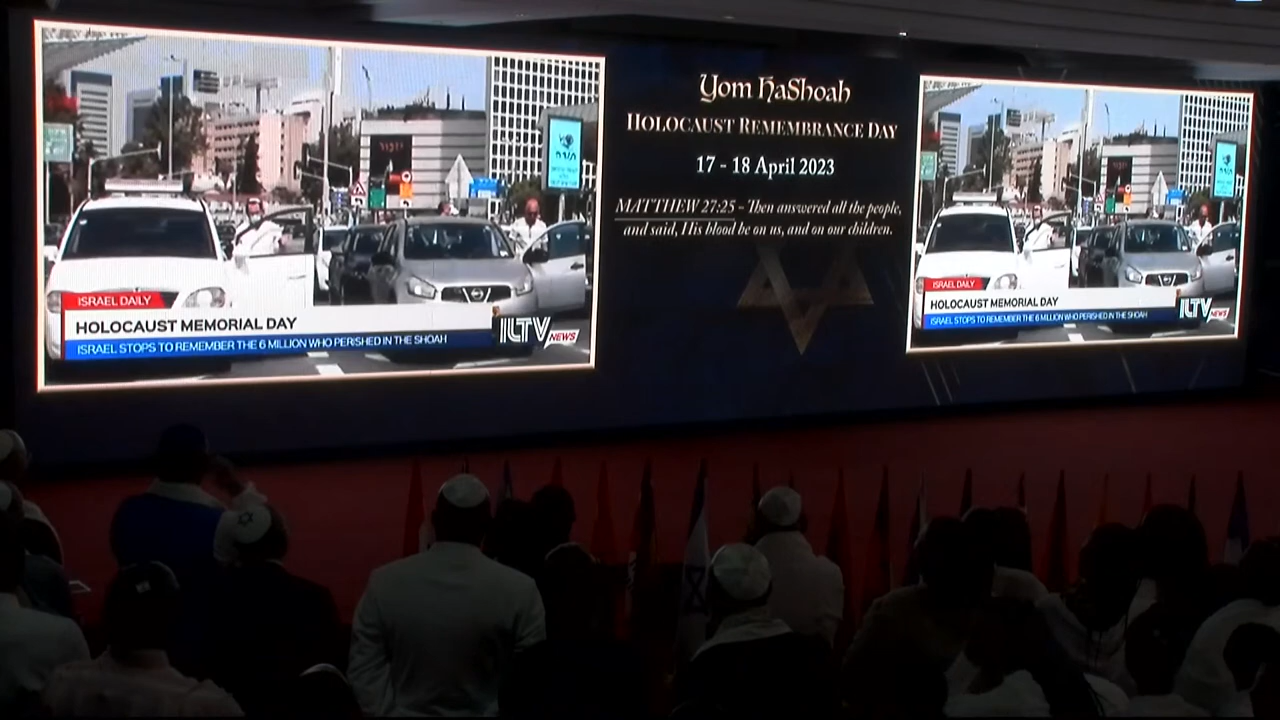 ISRAEL DAILY
HOLOCAUST MEMORIAL DAY
ISRAEL STOPS TO REMEMBER THE 6 MILLION WHO PERISHED IN THE SHOAH
ILTV NEWS
Yom HaShoah
HOLOCAUST REMEMBRANCE DAY
17 - 18 April 2023
MATTHEW 27:25 - Then answered all the people,
and said, His blood be on us, and on our children.
ISRAEL DAILY
HOLOCAUST MEMORIAL DAY
ISRAEL STOPS TO REMEMBER THE 6 MILLION WHO PERISHED IN THE SHOAH
ILTV NEWS